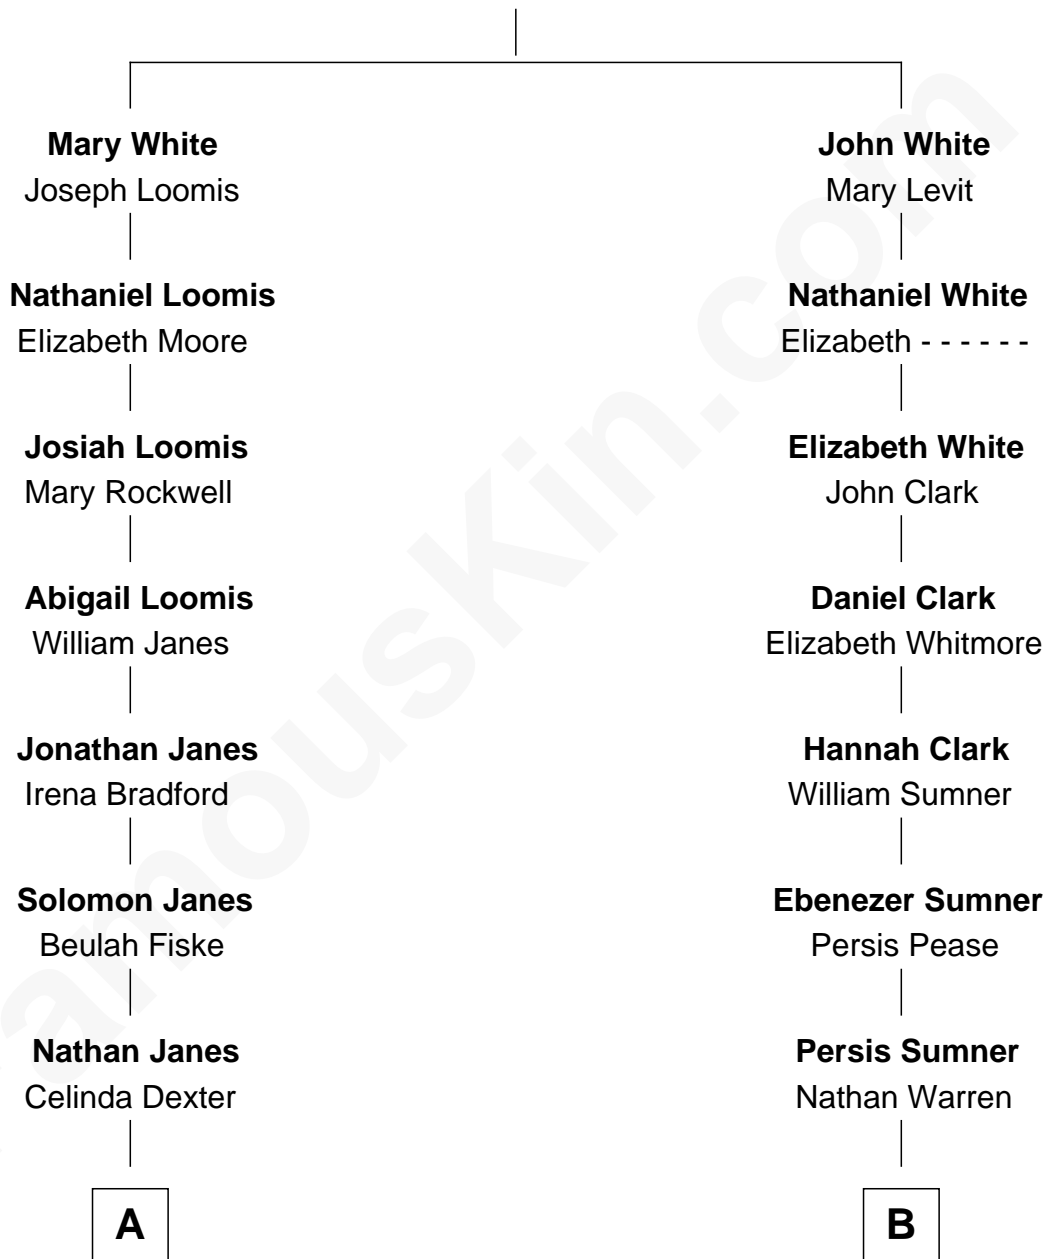 Mary White
Joseph Loomis
John White
Mary Levit
Nathaniel Loomis
Elizabeth Moore
Nathaniel White
Elizabeth - - - - - -
Josiah Loomis
Mary Rockwell
Elizabeth White
John Clark
Abigail Loomis
William Janes
Daniel Clark
Elizabeth Whitmore
Jonathan Janes
Irena Bradford
Hannah Clark
William Sumner
Solomon Janes
Beulah Fiske
Ebenezer Sumner
Persis Pease
Nathan Janes
Celinda Dexter
Persis Sumner
Nathan Warren
A
B
famousKin.com